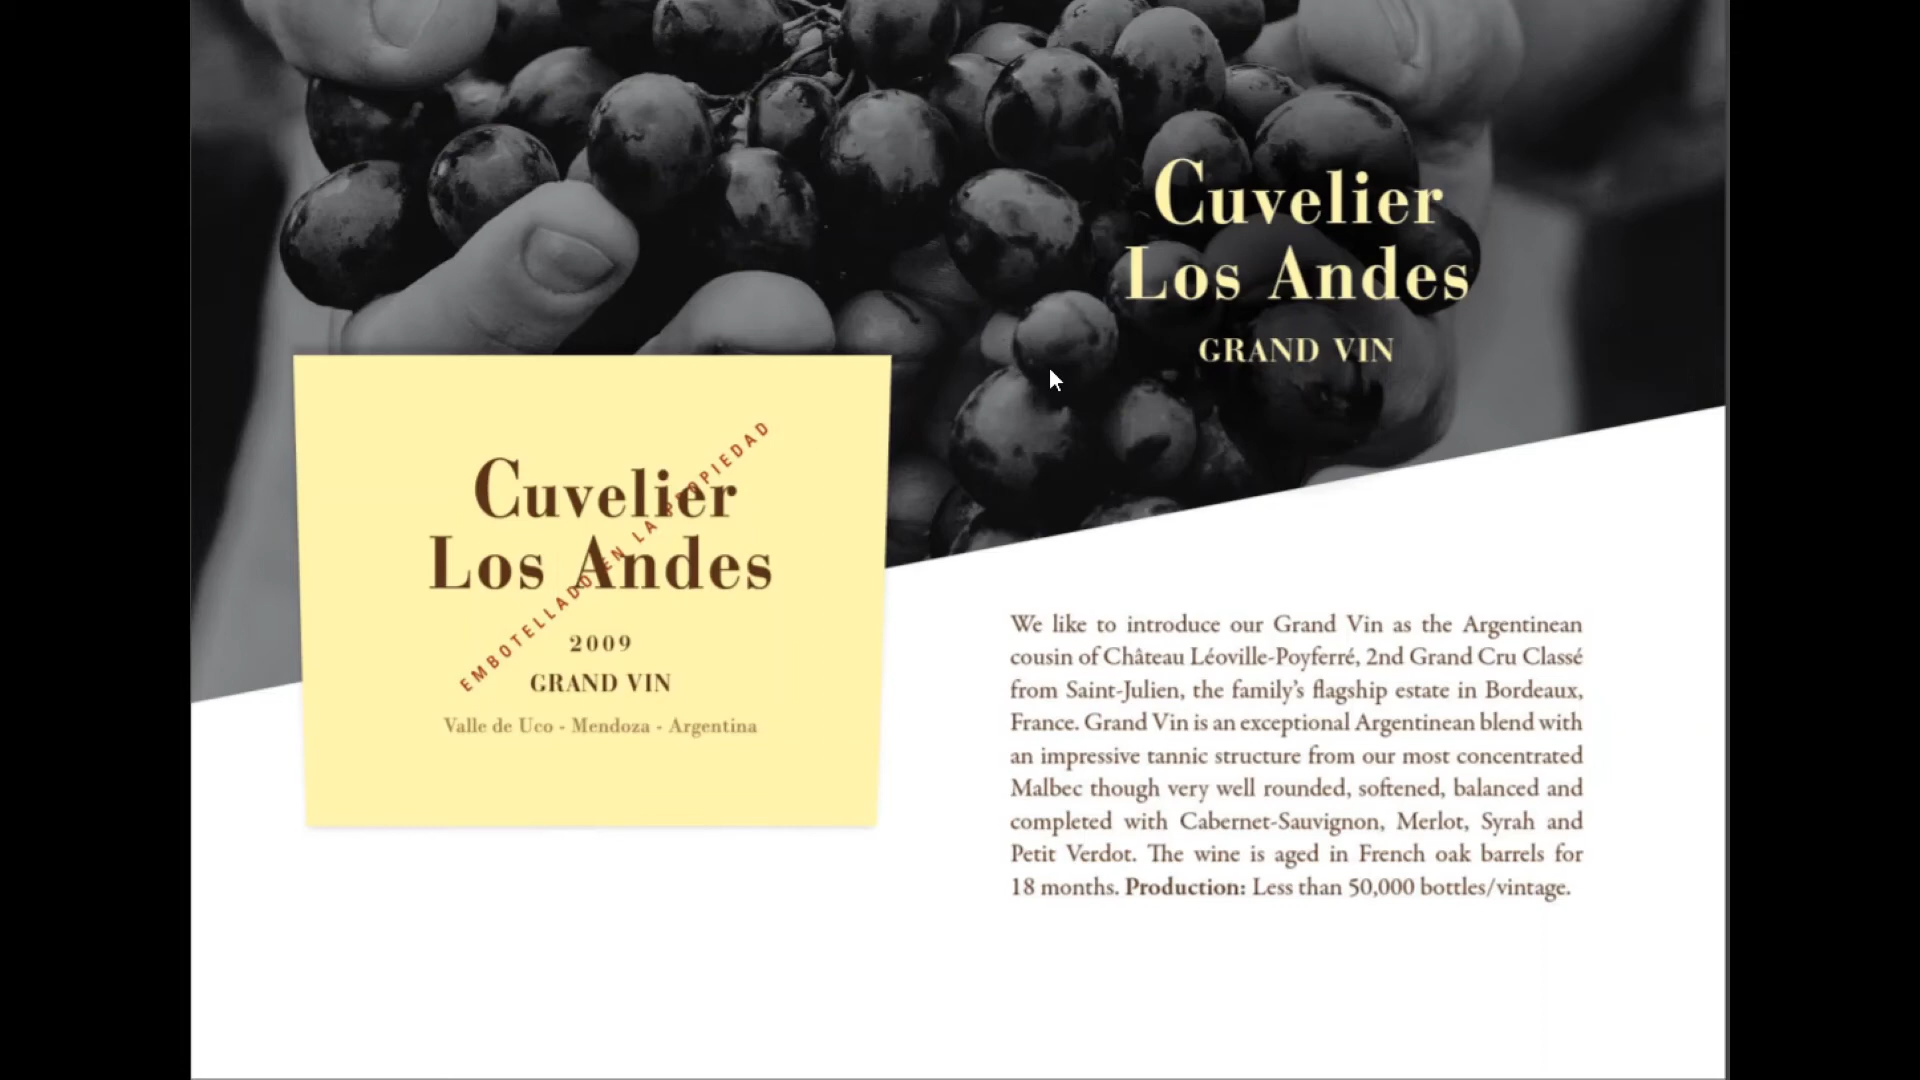 Cuvelier
Los Andes
GRAND VIN
Cuvelier
Los Andes
2009
GRAND VIN
Valle de Uco - Mendoza - Argentina
EMBOTELLADO EN LA PROPIEDAD
We like to introduce our Grand Vin as the Argentinean
cousin of Château Léoville-Poyferré, 2nd Grand Cru Classé
from Saint-Julien, the family’s flagship estate in Bordeaux,
France. Grand Vin is an exceptional Argentinean blend with
an impressive tannic structure from our most concentrated
Malbec though very well rounded, softened, balanced and
completed with Cabernet-Sauvignon, Merlot, Syrah and
Petit Verdot. The wine is aged in French oak barrels for
18 months. Production: Less than 50,000 bottles/vintage.